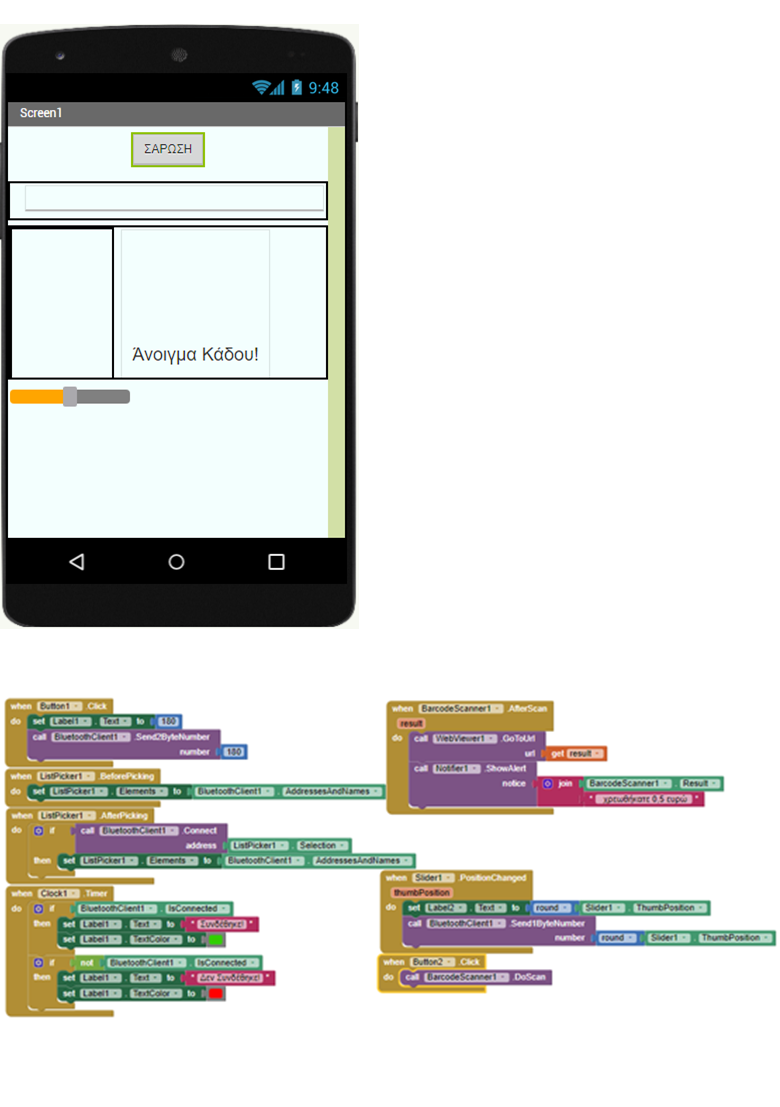 9:48
Screen1
ΣΑΡΩΣΗ
Άνοιγμα Κάδου!
when Button1 .Click
do set Label1 . Text to 180
call BluetoothClient1 .Send2ByteNumber
number 180
when ListPicker1 .BeforePicking
do set ListPicker1 . Elements to BluetoothClient1 . AddressesAndNames
when ListPicker1 .AfterPicking
do if call BluetoothClient1 .Connect
address ListPicker1 . Selection
then set ListPicker1 . Elements to BluetoothClient1 . AddressesAndNames
when Clock1 .Timer
do if BluetoothClient1 . IsConnected
then set Label1 . Text to " Συνδέθηκε! "
set Label1 . TextColor to
if not BluetoothClient1 . IsConnected
then set Label1 . Text to " Δεν Συνδέθηκε! "
set Label1 . TextColor to
when BarcodeScanner1 .AfterScan
result
do call WebViewer1 .GoToUrl
url get result
call Notifier1 .ShowAlert
notice join BarcodeScanner1 . Result
" χρεωθήκατε 0,5 ευρώ "
when Slider1 .PositionChanged
thumbPosition
do set Label2 . Text to round Slider1 . ThumbPosition
call BluetoothClient1 .Send1ByteNumber
number round Slider1 . ThumbPosition
when Button2 .Click
do call BarcodeScanner1 .DoScan